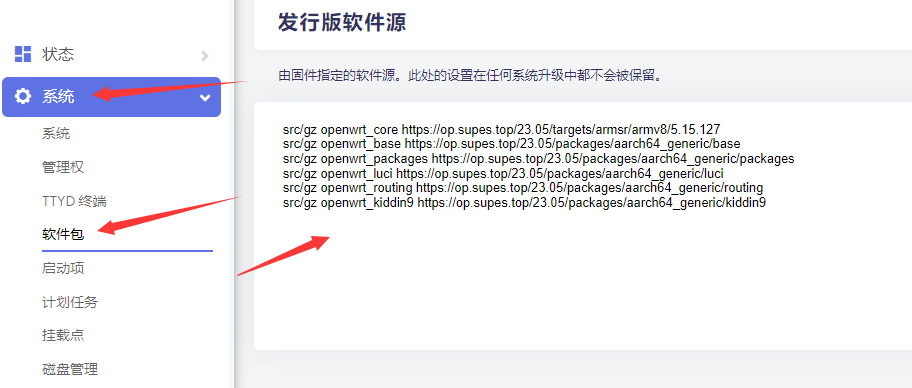 状态
系统
系统
管理权
TTYD 终端
软件包
启动项
计划任务
挂载点
磁盘管理
发行版软件源
由固件指定的软件源。此处的设置在任何系统升级中都不会被保留。
src/gz openwrt_core https://op.supes.top/23.05/targets/armsr/armv8/5.15.127
src/gz openwrt_base https://op.supes.top/23.05/packages/aarch64_generic/base
src/gz openwrt_packages https://op.supes.top/23.05/packages/aarch64_generic/packages
src/gz openwrt_luci https://op.supes.top/23.05/packages/aarch64_generic/luci
src/gz openwrt_routing https://op.supes.top/23.05/packages/aarch64_generic/routing
src/gz openwrt_kiddin9 https://op.supes.top/23.05/packages/aarch64_generic/kiddin9